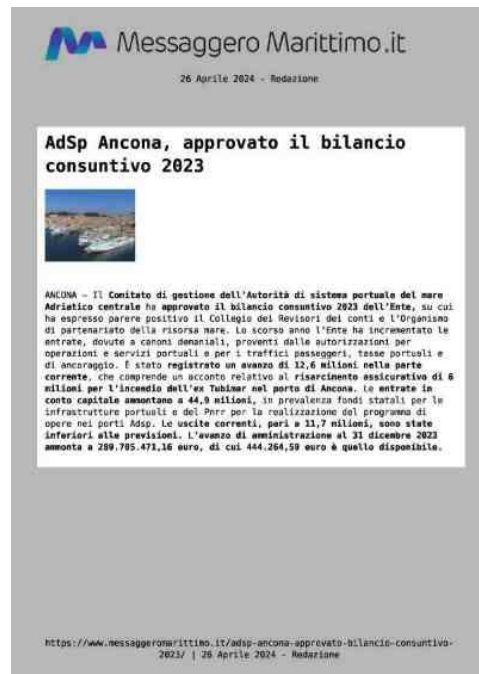 Messaggero Marittimo.it
26 Aprile 2024 - Redazione
AdSp Ancona, approvato il bilancio
consuntivo 2023
ANCONA – Il Comitato di gestione dell'Autorità di sistema portuale del mare
Adriatico centrale ha approvato il bilancio consuntivo 2023 dell'Ente, su cui
ha espresso parere positivo il Collegio dei Revisori dei conti e l'Organismo
di partenariato della risorsa mare. Lo scorso anno l'Ente ha incrementato le
entrate, dovute a canoni demaniali, proventi dalle autorizzazioni per
operazioni e servizi portuali e per i traffici passeggeri, tasse portuali e
di ancoraggio. È stato registrato un avanzo di 12,6 milioni nella parte
corrente, che comprende un acconto relativo al risarcimento assicurativo di 6
milioni per l'incendio dell'ex Tubimar nel porto di Ancona. Le entrate in
conto capitale ammontano a 44,9 milioni, in prevalenza fondi statali per le
infrastrutture portuali e del Pnrr per la realizzazione del programma di
opere nei porti Adsp. Le uscite correnti, pari a 11,7 milioni, sono state
inferiori alle previsioni. L'avanzo di amministrazione al 31 dicembre 2023
ammonta a 289.785.471,16 euro, di cui 444.264,59 euro è quello disponibile.
https://www.messaggeromarittimo.it/adsp-ancona-approvato-bilancio-consuntivo-
2023/ | 26 Aprile 2024 - Redazione